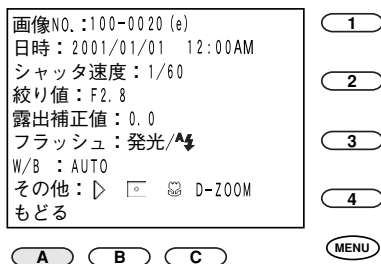 画像NO.:100-0020(e)
日時：2001/01/01 12:00AM
シャッタ速度：1/60
絞り値：F2.8
露出補正値：0.0
フラッシュ：発光/A
W/B ：AUTO
その他： D-ZOOM
もどる
1
2
3
4
A B C
MENU